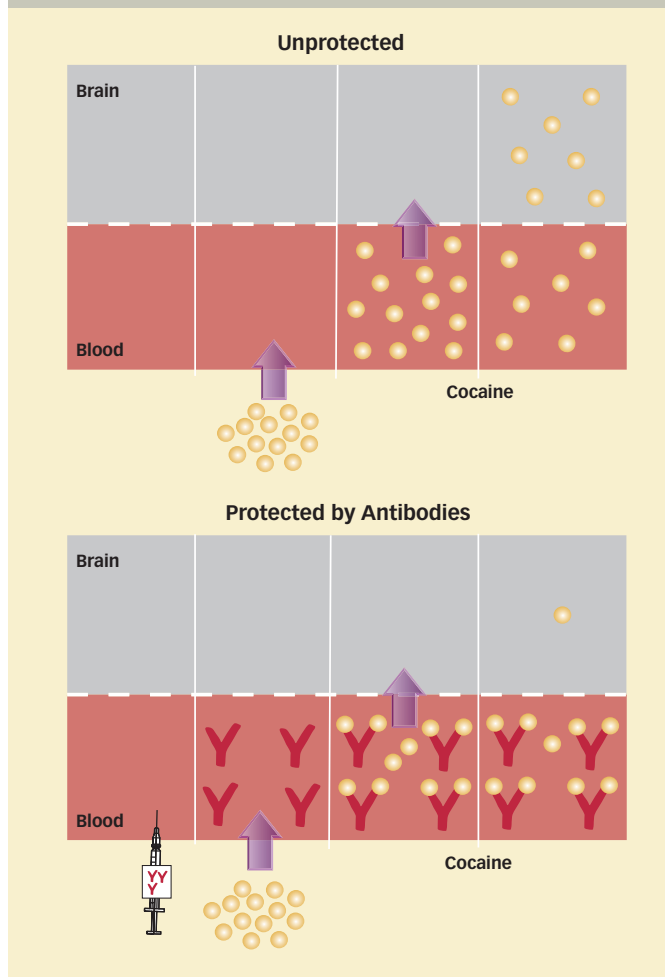 Unprotected
Brain
Blood
Cocaine
Protected by Antibodies
Brain
Blood
Cocaine